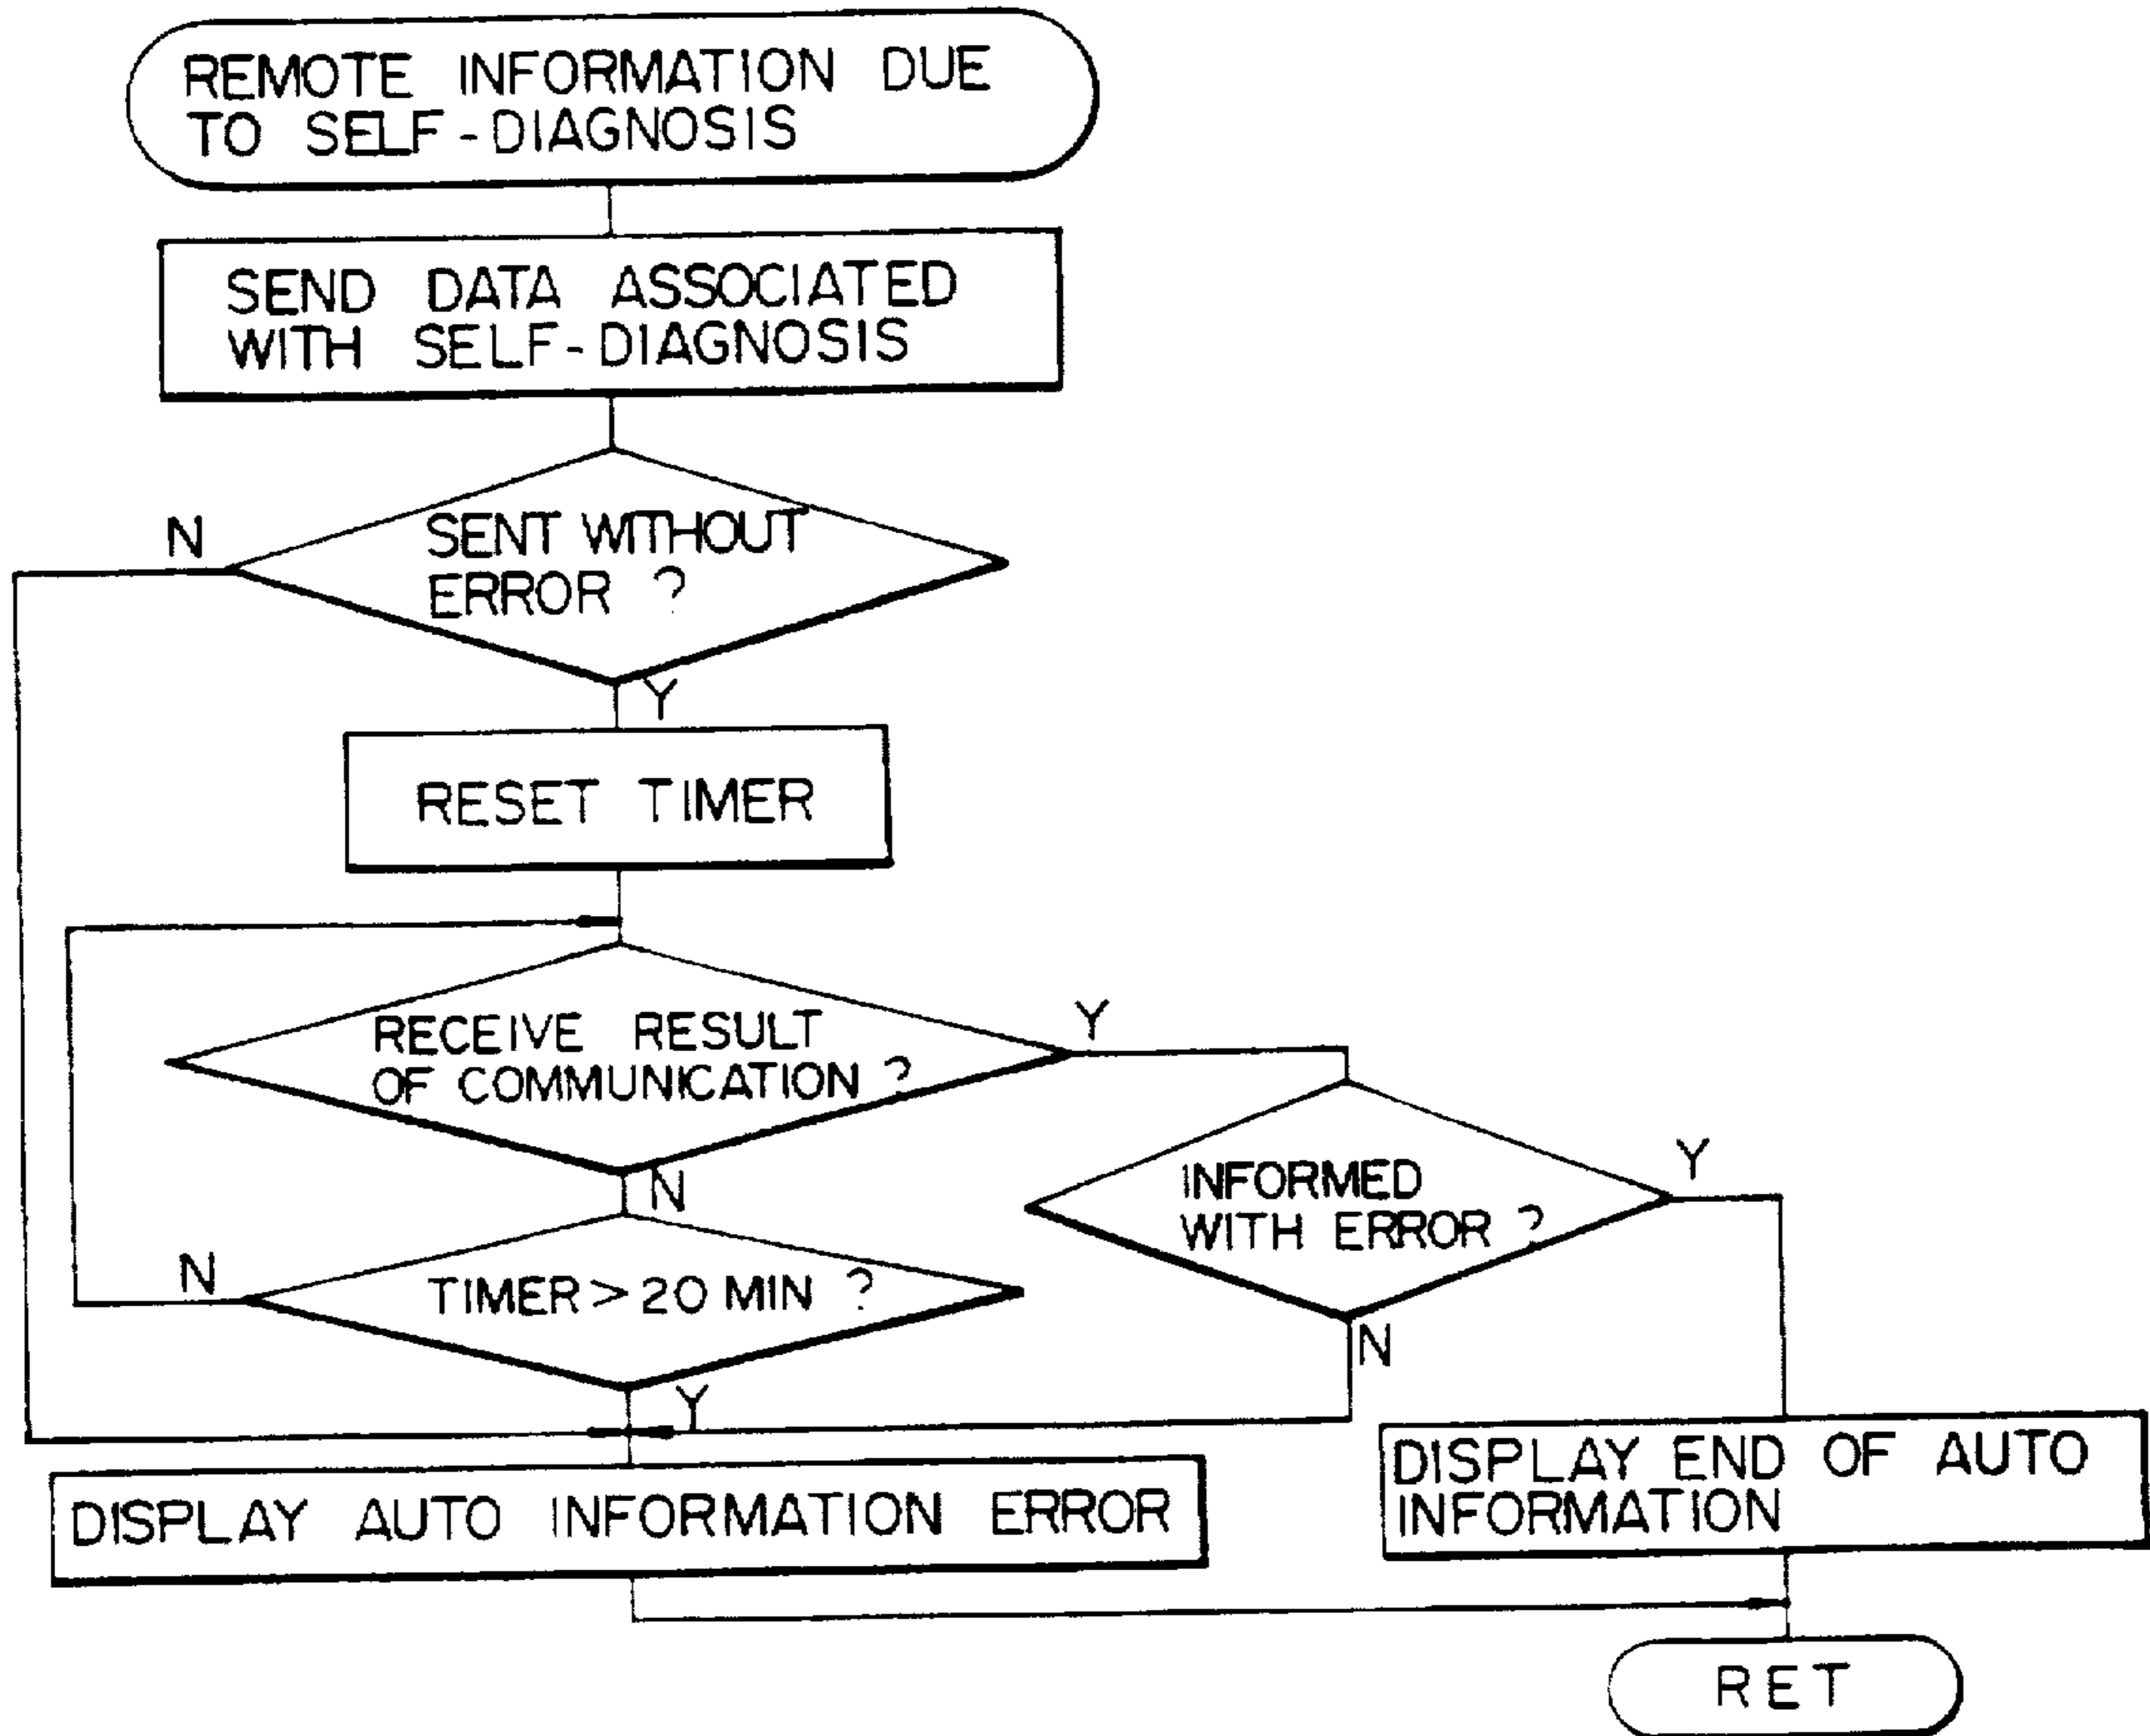 REMOTE INFORMATION DUE
TO SELF-DIAGNOSIS
SEND DATA ASSOCIATED
WITH SELF-DIAGNOSIS
N
SENT WITHOUT
ERROR ?
Y
RESET TIMER
RECEIVE RESULT
OF COMMUNICATION ?
Y
N
INFORMED
WITH ERROR ?
Y
N
N
TIMER > 20 MIN ?
Y
DISPLAY AUTO INFORMATION ERROR
DISPLAY END OF AUTO
INFORMATION
RET